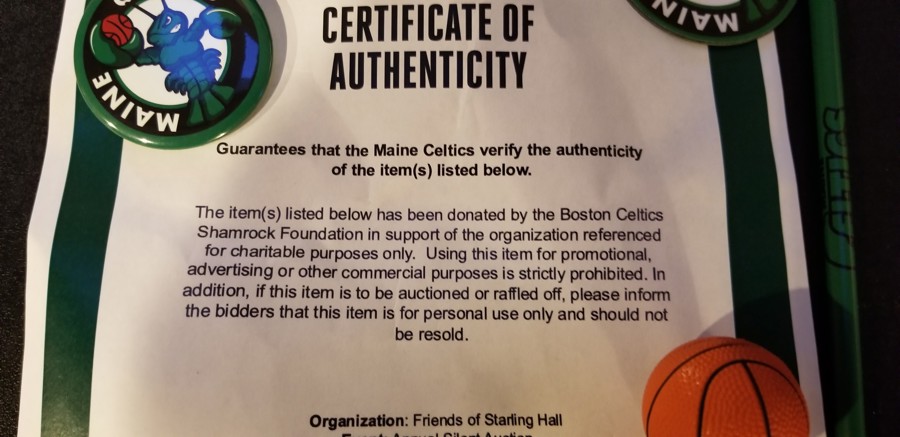 CERTIFICATE OF
AUTHENTICITY
MAINE
MAINE
Guarantees that the Maine Celtics verify the authenticity
of the item(s) listed below.
The item(s) listed below has been donated by the Boston Celtics
Shamrock Foundation in support of the organization referenced
for charitable purposes only. Using this item for promotional,
advertising or other commercial purposes is strictly prohibited. In
addition, if this item is to be auctioned or raffled off, please inform
the bidders that this item is for personal use only and should not
be resold.
Organization: Friends of Starling Hall
Event: Annual Silent Auction